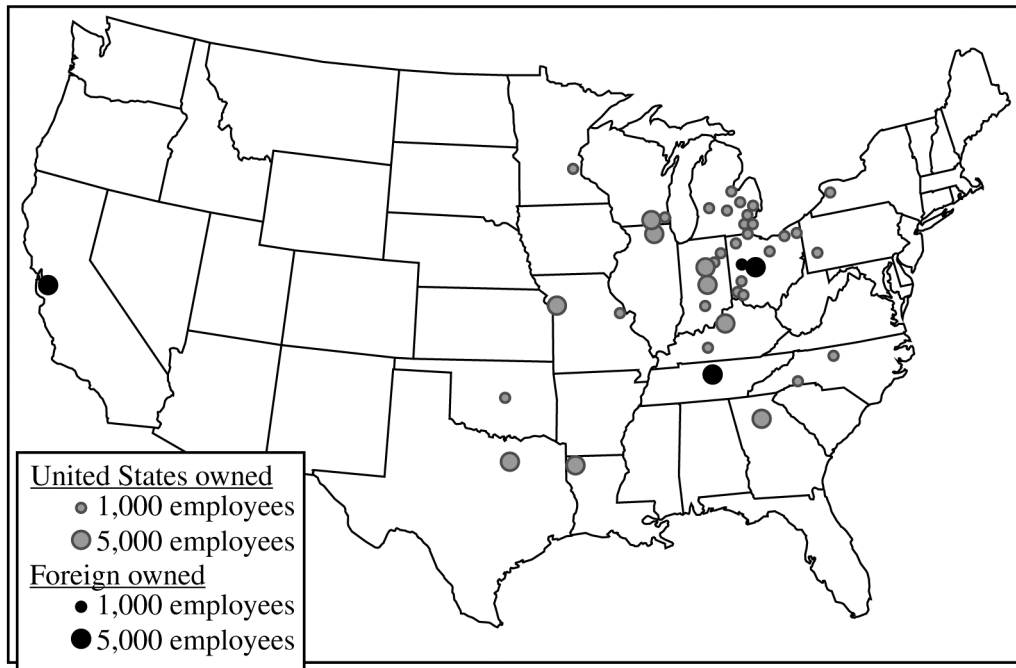 United States owned
1,000 employees
5,000 employees
Foreign owned
1,000 employees
5,000 employees